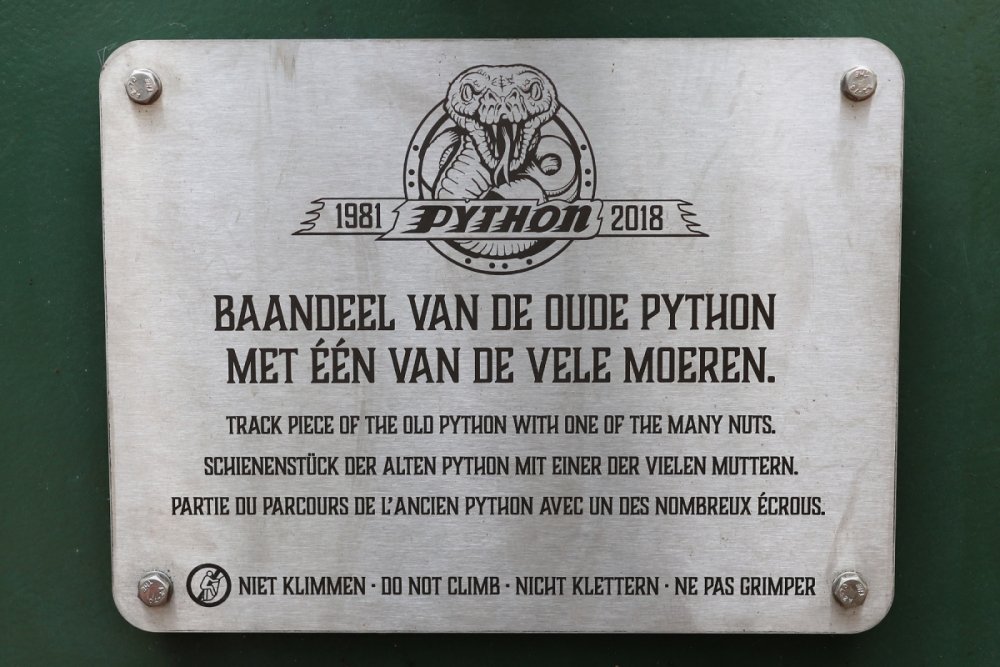 1981 PYTHON 2018
BAANDEEL VAN DE OUDE PYTHON
MET ÉÉN VAN DE VELE MOEREN.
TRACK PIECE OF THE OLD PYTHON WITH ONE OF THE MANY NUTS.
SCHIENENSTÜCK DER ALTEN PYTHON MIT EINER DER VIELEN MUTTERN.
PARTIE DU PARCOURS DE L'ANCIEN PYTHON AVEC UN DES NOMBREUX ÉCROUS.
NIET KLIMMEN · DO NOT CLIMB · NICHT KLETTERN · NE PAS GRIMPER